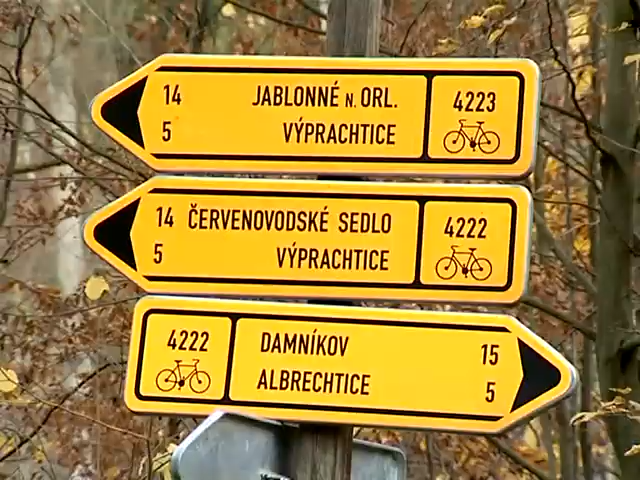 14 JABLONNÉ N. ORL. 4223
5 VÝPRACHTICE
14 ČERVENOVODSKÉ SEDLO 4222
5 VÝPRACHTICE
4222 DAMNÍKOV 15
ALBRECHTICE 5